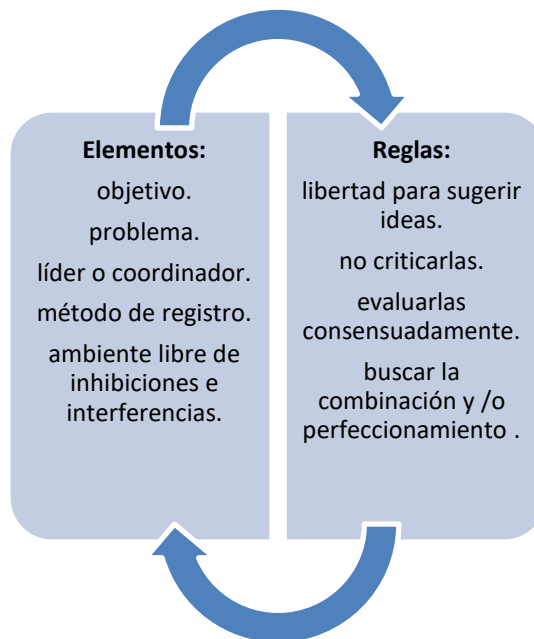 Elementos:
objetivo.
problema.
líder o coordinador.
método de registro.
ambiente libre de
inhibiciones e
interferencias.
Reglas:
libertad para sugerir
ideas.
no criticarlas.
evaluarlas
consensuadamente.
buscar la
combinación y /o
perfeccionamiento .